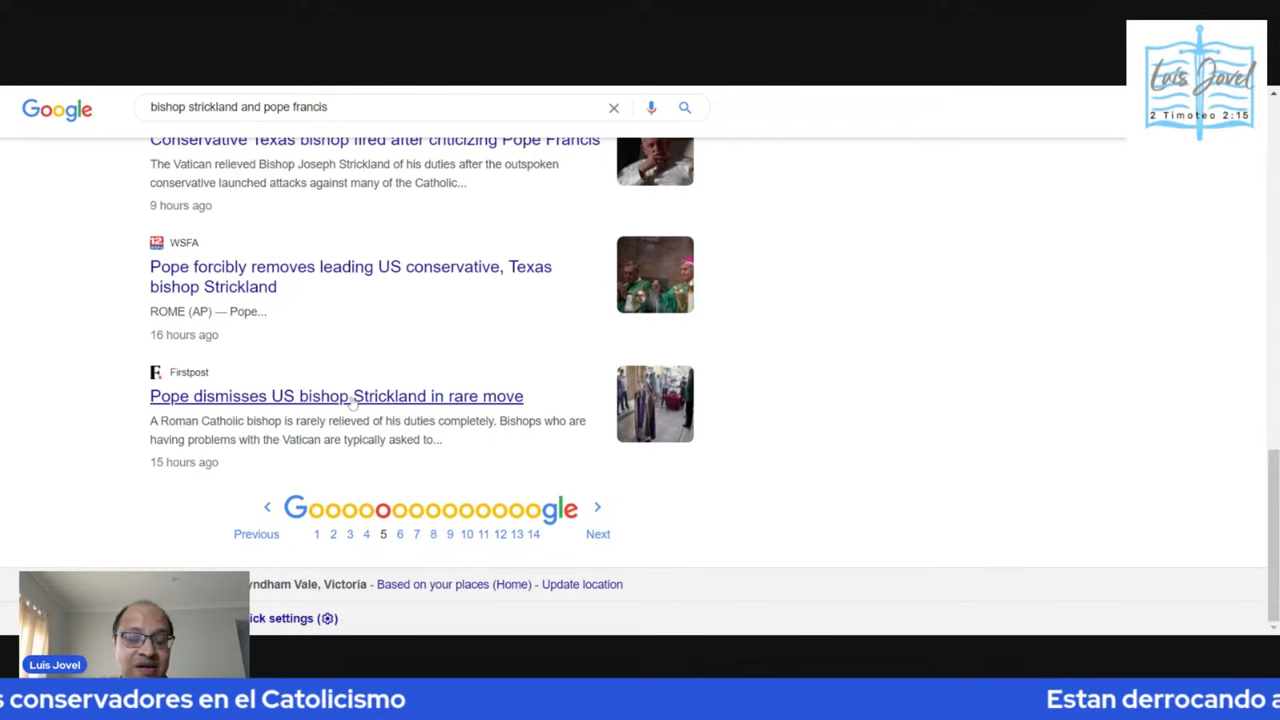 Luis Jovel
2 Timoteo 2:15
Google
bishop strickland and pope francis
Conservative Texas bishop fired after criticizing Pope Francis
The Vatican relieved Bishop Joseph Strickland of his duties after the outspoken
conservative launched attacks against many of the Catholic...
9 hours ago
12
WSFA
Pope forcibly removes leading US conservative, Texas
bishop Strickland
ROME (AP) — Pope...
16 hours ago
F.
Firstpost
Pope dismisses US bishop Strickland in rare move
A Roman Catholic bishop is rarely relieved of his duties completely. Bishops who are
having problems with the Vatican are typically asked to...
15 hours ago
Goooooooooooooogle
Previous 1 2 3 4 5 6 7 8 9 10 11 12 13 14 Next
yndham Vale, Victoria - Based on your places (Home) - Update location
ick settings
Luis Jovel
s conservadores en el Catolicismo Estan derrocando a